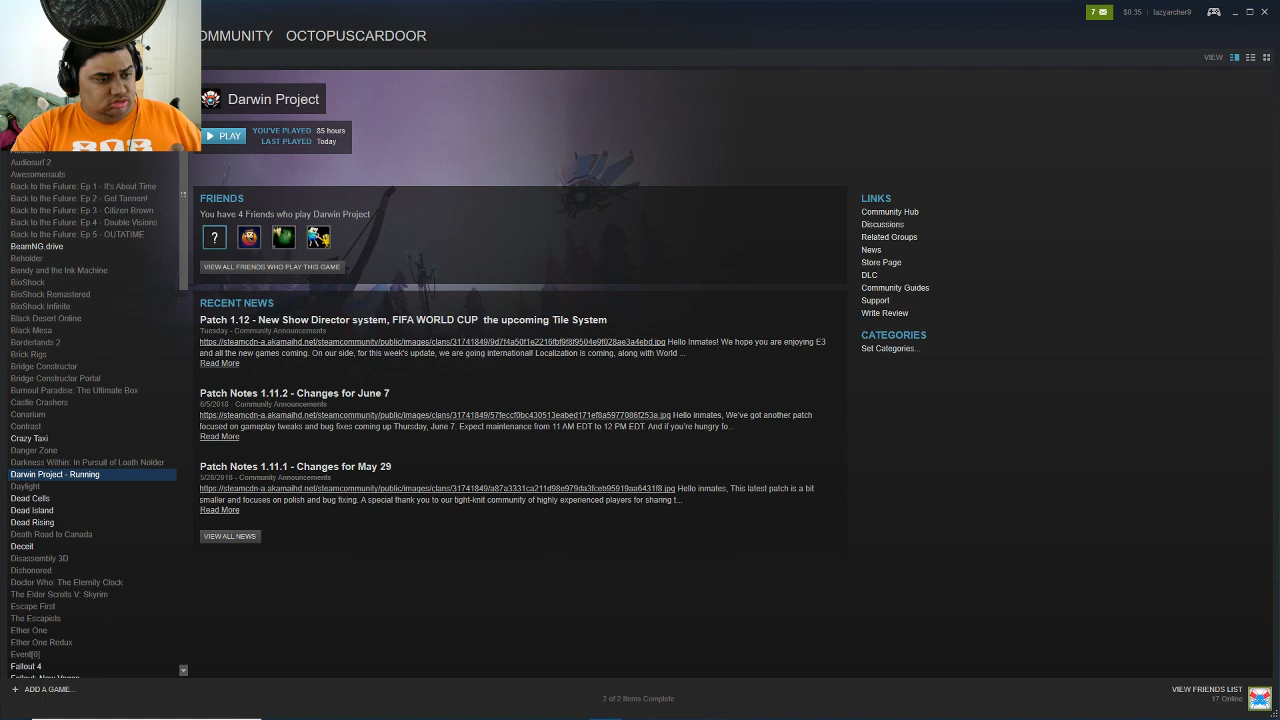 7
$0.35
lazyarcher9
OMMUNITY OCTOPUSCARDOOR
VIEW
Darwin Project
PLAY
YOU'VE PLAYED 85 hours
LAST PLAYED Today
Audiosurf 2
Awesomenauts
Back to the Future: Ep 1 - It's About Time
Back to the Future: Ep 2 - Get Tannen!
Back to the Future: Ep 3 - Citizen Brown
Back to the Future: Ep 4 - Double Visions
Back to the Future: Ep 5 - OUTATIME
BeamNG.drive
Beholder
Bendy and the Ink Machine
BioShock
BioShock Remastered
BioShock Infinite
Black Desert Online
Black Mesa
Borderlands 2
Brick Rigs
Bridge Constructor
Bridge Constructor Portal
Burnout Paradise: The Ultimate Box
Castle Crashers
Conarium
Contrast
Crazy Taxi
Danger Zone
Darkness Within: In Pursuit of Loath Nolder
Darwin Project - Running
Daylight
Dead Cells
Dead Island
Dead Rising
Death Road to Canada
Deceit
Disassembly 3D
Dishonored
Doctor Who: The Eternity Clock
The Elder Scrolls V: Skyrim
Escape First
The Escapists
Ether One
Ether One Redux
Event[0]
Fallout 4
FRIENDS
You have 4 Friends who play Darwin Project
?
VIEW ALL FRIENDS WHO PLAY THIS GAME
RECENT NEWS
Patch 1.12 - New Show Director system, FIFA WORLD CUP the upcoming Tile System
Tuesday - Community Announcements
Hello Inmates! We hope you are enjoying E3
and all the new games coming. On our side, for this week's update, we are going international! Localization is coming, along with World ...
Read More
Patch Notes 1.11.2 - Changes for June 7
6/5/2018 - Community Announcements
Hello inmates, We've got another patch
focused on gameplay tweaks and bug fixes coming up Thursday, June 7. Expect maintenance from 11 AM EDT to 12 PM EDT. And if you're hungry fo...
Read More
Patch Notes 1.11.1 - Changes for May 29
5/28/2018 - Community Announcements
Hello inmates, This latest patch is a bit
smaller and focuses on polish and bug fixing. A special thank you to our tight-knit community of highly experienced players for sharing t...
Read More
VIEW ALL NEWS
LINKS
Community Hub
Discussions
Related Groups
News
Store Page
DLC
Community Guides
Support
Write Review
CATEGORIES
Set Categories...
+ ADD A GAME...
2 of 2 Items Complete
VIEW FRIENDS LIST
17 Online